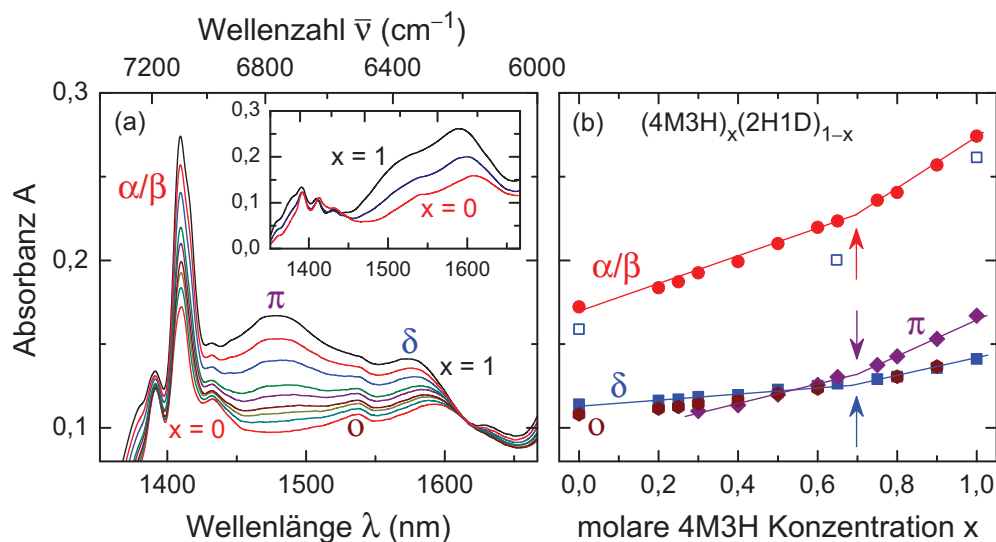 Wellenzahl ν̅ (cm⁻¹)
7200 6800 6400 6000
Absorbanz A
0,3
0,2
0,1
(a)
α/β
x = 0
π
δ
x = 1
o
0,3
0,2
0,1
0,0
x = 1
x = 0
1400 1500 1600
1400 1500 1600
Wellenlänge λ (nm)
(b) (4M3H)ₓ(2H1D)₁₋ₓ
α/β
π
δ
o
0,0 0,2 0,4 0,6 0,8 1,0
molare 4M3H Konzentration x